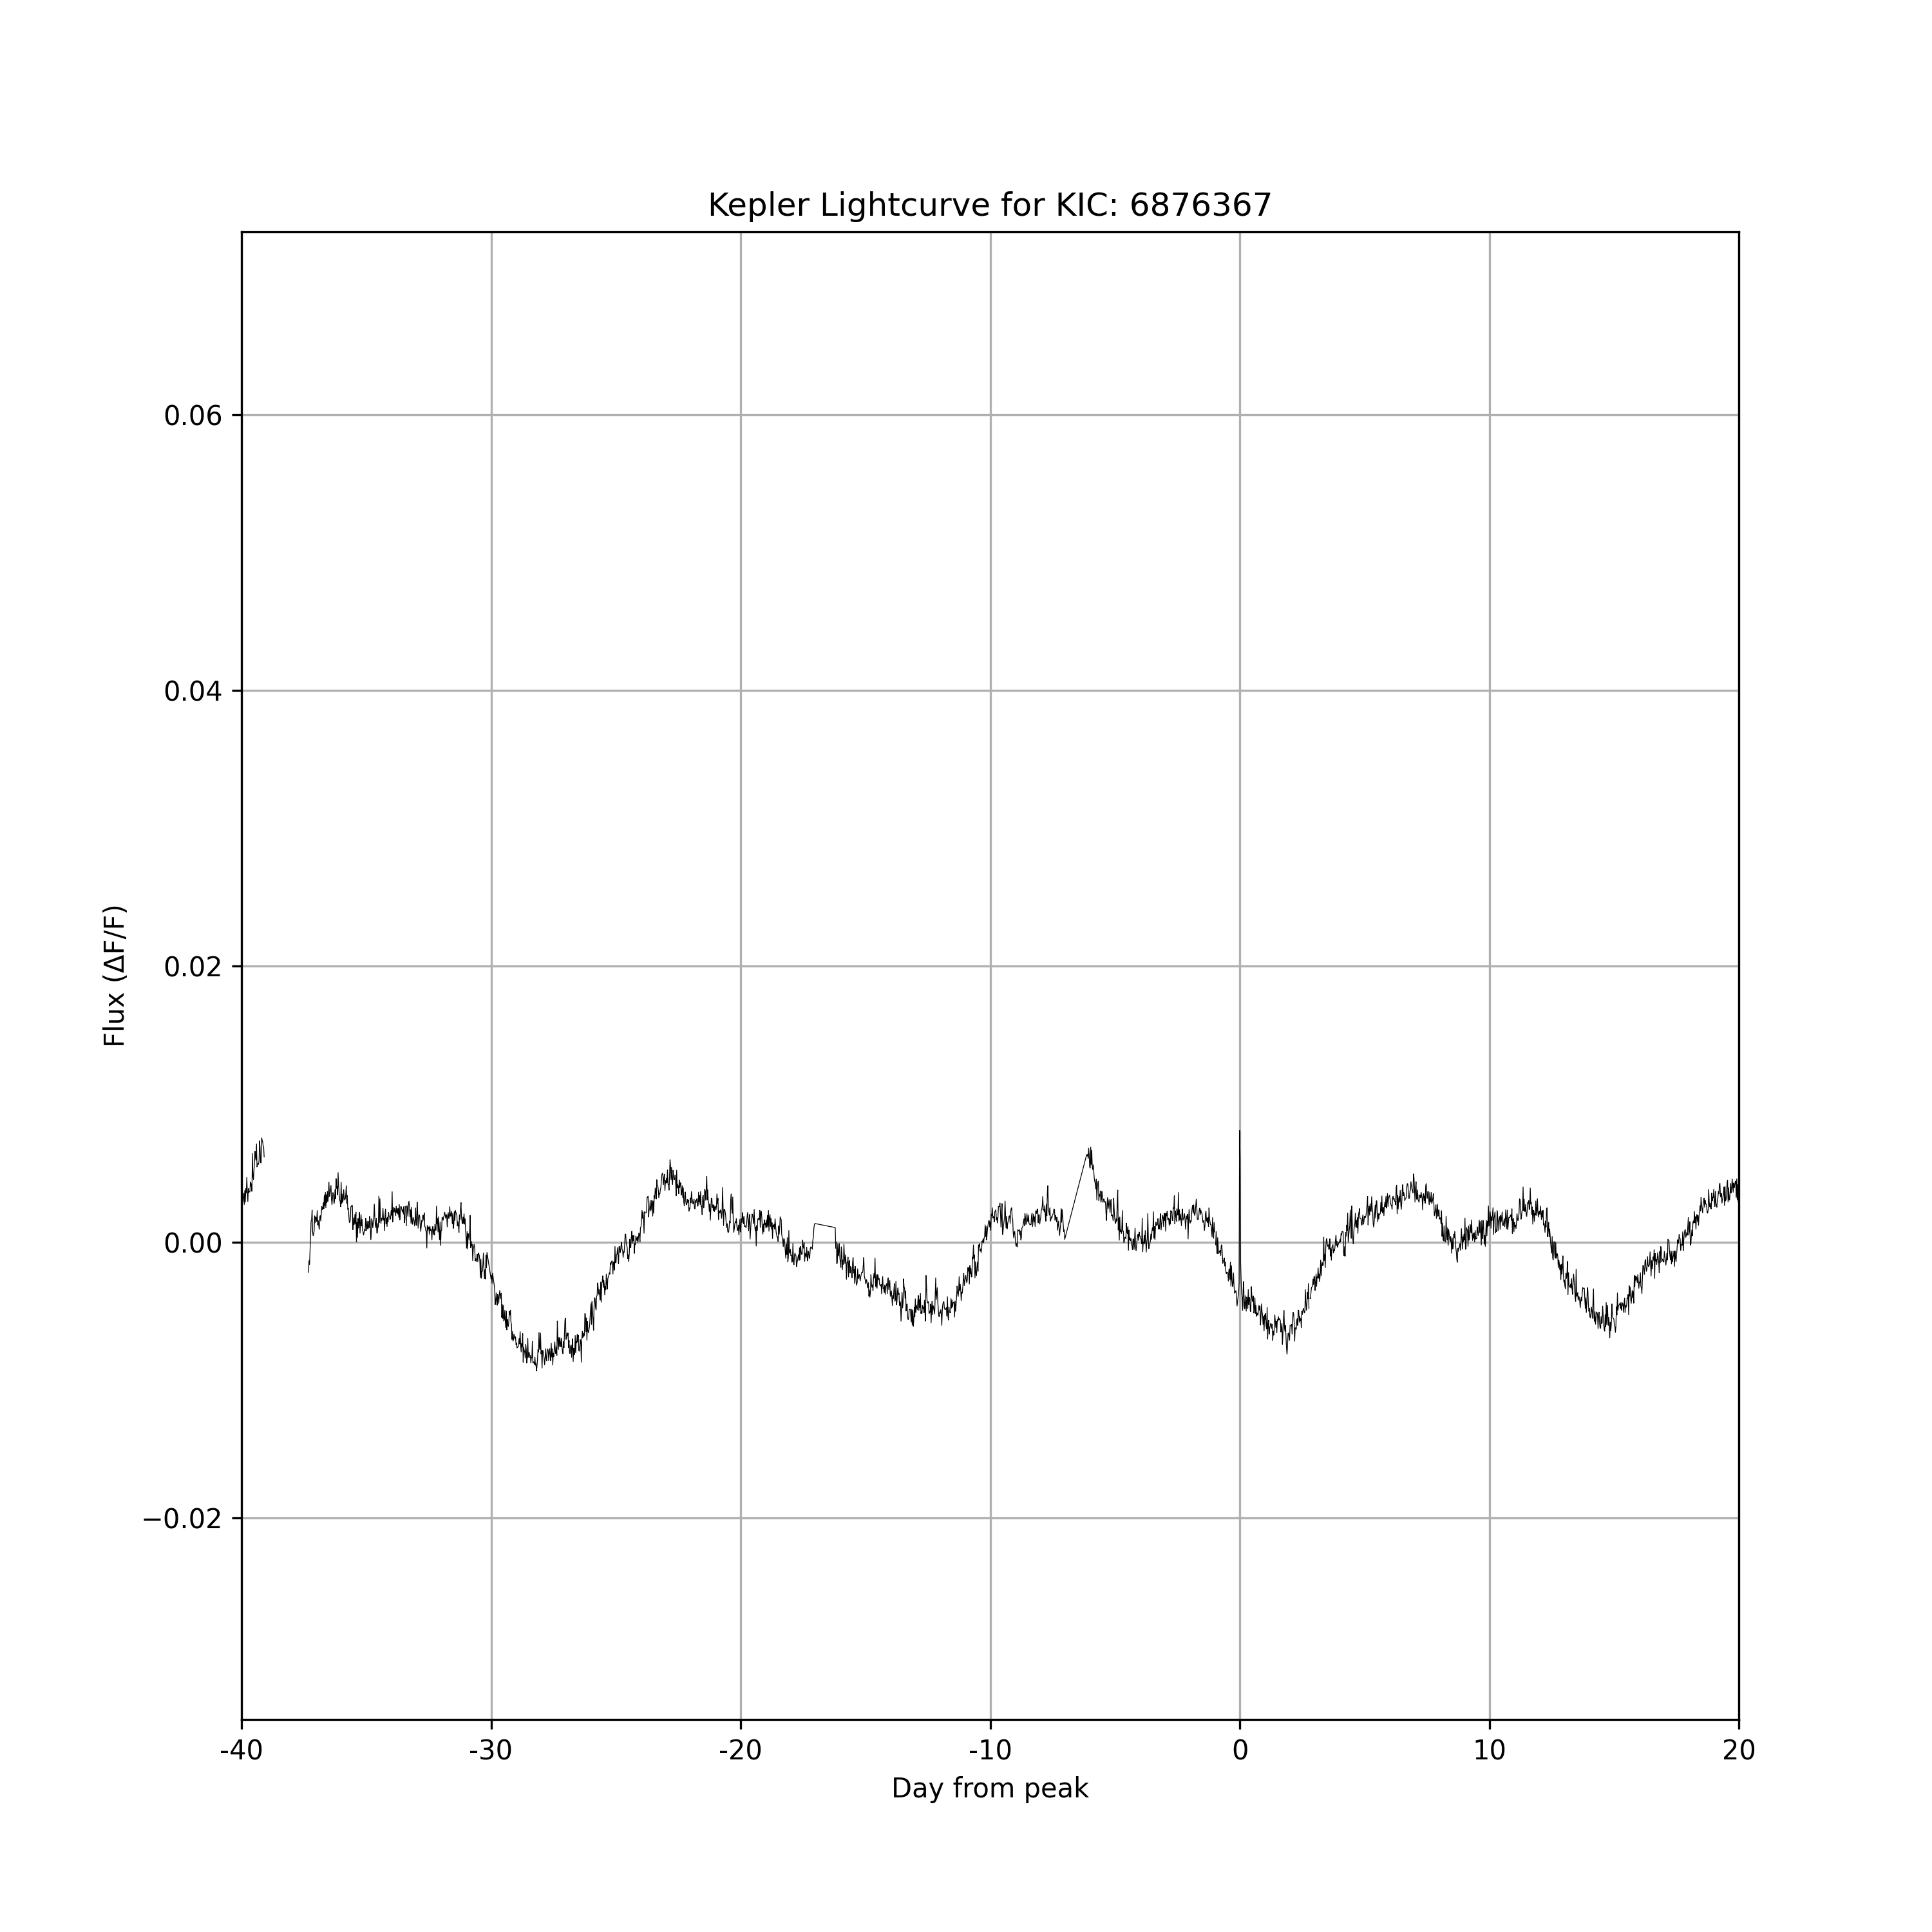 Kepler Lightcurve for KIC: 6876367
Flux (ΔF/F)
0.06
0.04
0.02
0.00
−0.02
-40 -30 -20 -10 0 10 20
Day from peak